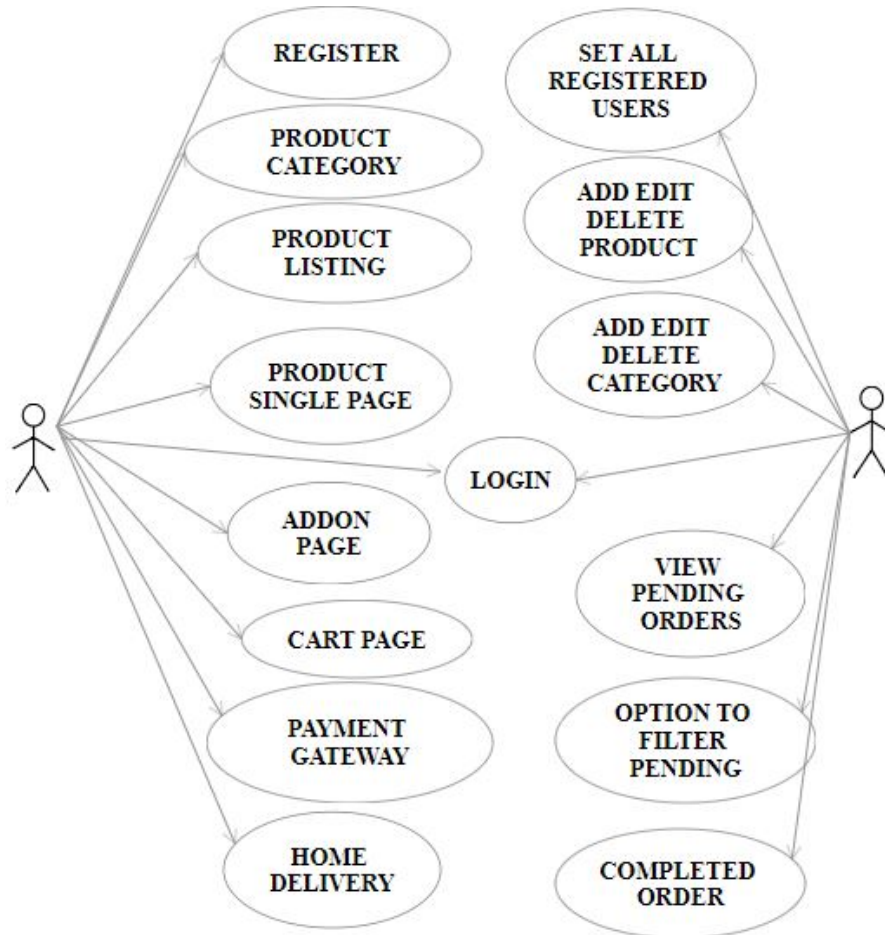 REGISTER
PRODUCT
CATEGORY
PRODUCT
LISTING
PRODUCT
SINGLE PAGE
ADDON
PAGE
CART PAGE
PAYMENT
GATEWAY
HOME
DELIVERY
LOGIN
SET ALL
REGISTERED
USERS
ADD EDIT
DELETE
PRODUCT
ADD EDIT
DELETE
CATEGORY
VIEW
PENDING
ORDERS
OPTION TO
FILTER
PENDING
COMPLETED
ORDER